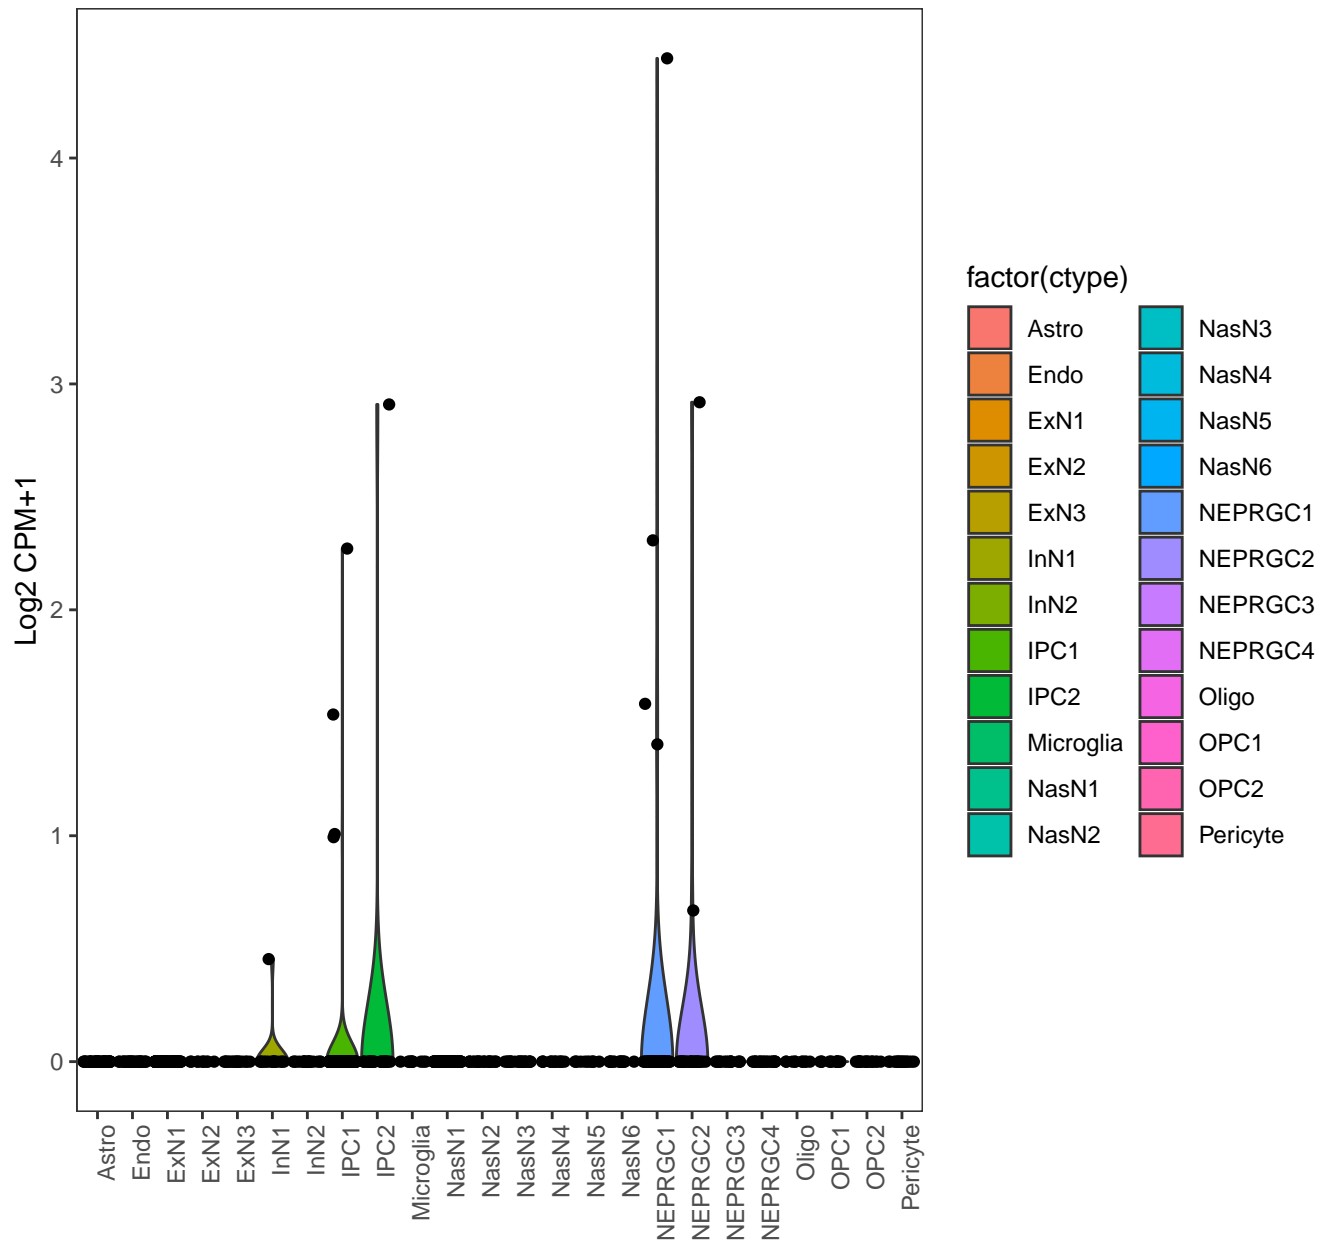 Log2 CPM+1
4
3
2
1
0
Astro
Endo
ExN1
ExN2
ExN3
InN1
InN2
IPC1
IPC2
Microglia
NasN1
NasN2
NasN3
NasN4
NasN5
NasN6
NEPRGC1
NEPRGC2
NEPRGC3
NEPRGC4
Oligo
OPC1
OPC2
Pericyte
factor(ctype)
Astro
Endo
ExN1
ExN2
ExN3
InN1
InN2
IPC1
IPC2
Microglia
NasN1
NasN2
NasN3
NasN4
NasN5
NasN6
NEPRGC1
NEPRGC2
NEPRGC3
NEPRGC4
Oligo
OPC1
OPC2
Pericyte